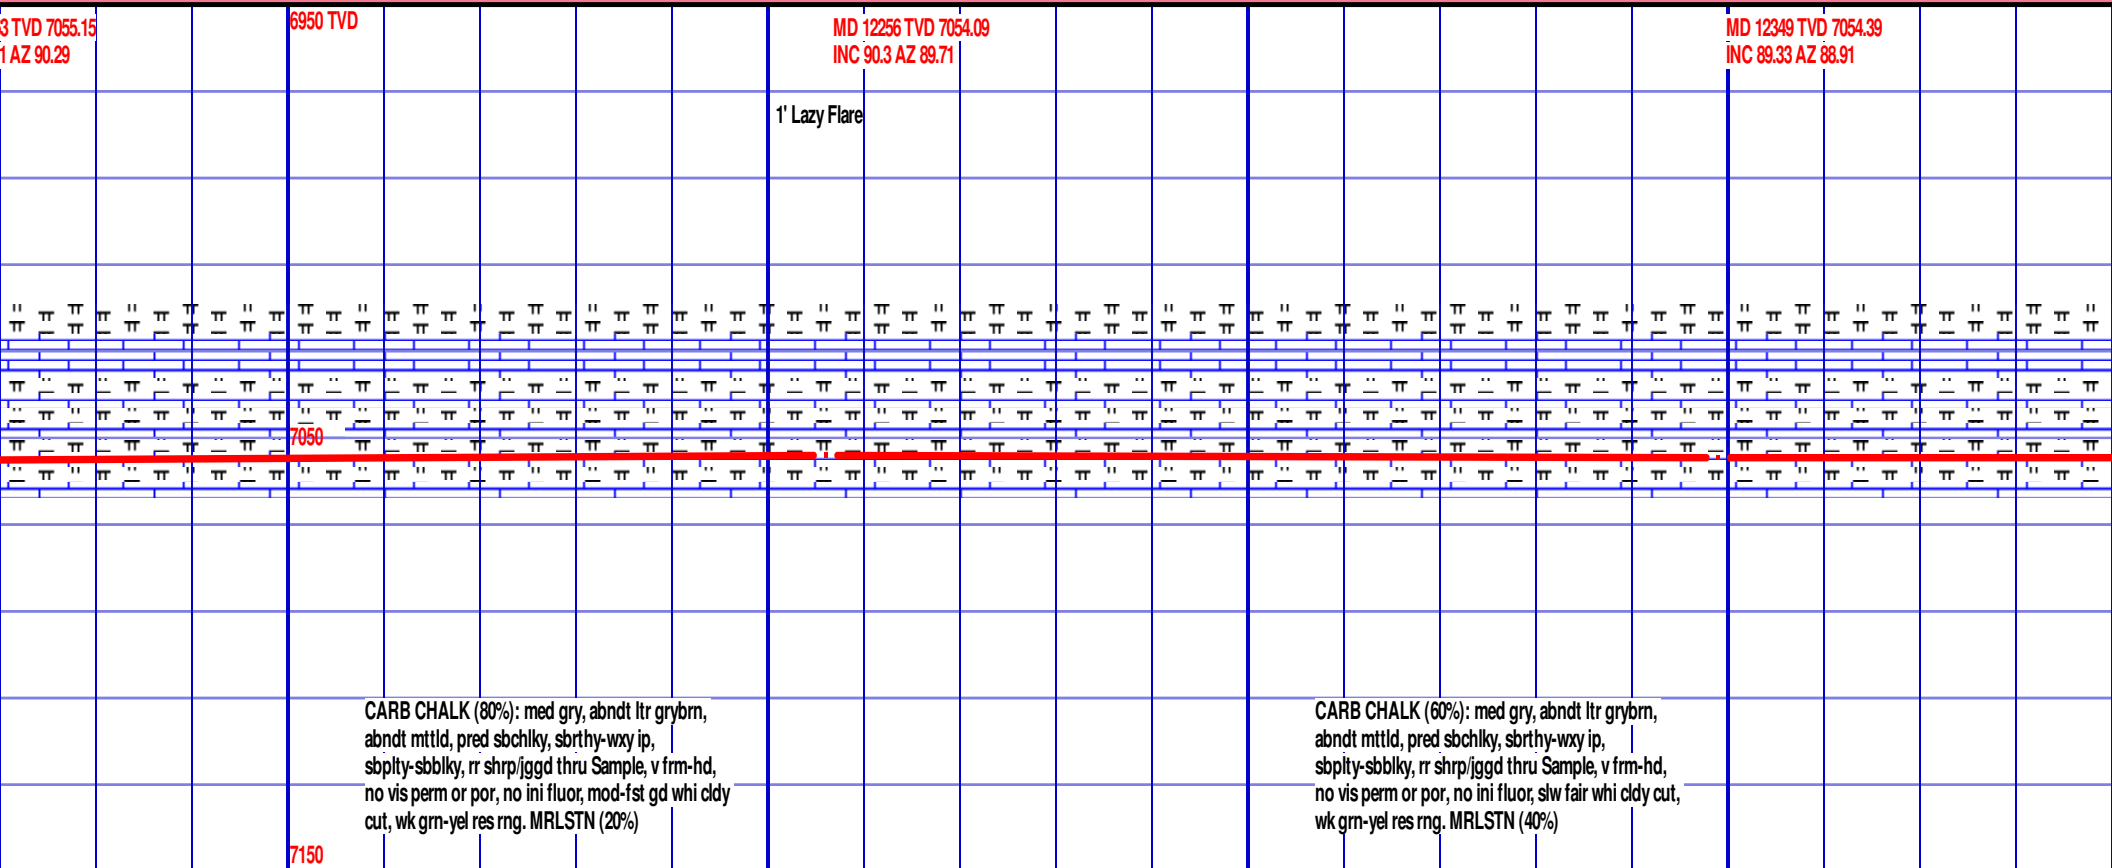 3 TVD 7055.15
1 AZ 90.29
6950 TVD
MD 12256 TVD 7054.09
INC 90.3 AZ 89.71
MD 12349 TVD 7054.39
INC 89.33 AZ 88.91
1' Lazy Flare
7050
CARB CHALK (80%): med gry, abndt ltr grybrn,
abndt mttld, pred sbchlky, sbrthy-wxy ip,
sbplty-sbblky, rr shrp/jggd thru Sample, v frm-hd,
no vis perm or por, no ini fluor, mod-fst gd whi cldy
cut, wk grn-yel res rng. MRLSTN (20%)
CARB CHALK (60%): med gry, abndt ltr grybrn,
abndt mttld, pred sbchlky, sbrthy-wxy ip,
sbplty-sbblky, rr shrp/jggd thru Sample, v frm-hd,
no vis perm or por, no ini fluor, slw fair whi cldy cut,
wk grn-yel res rng. MRLSTN (40%)
7150